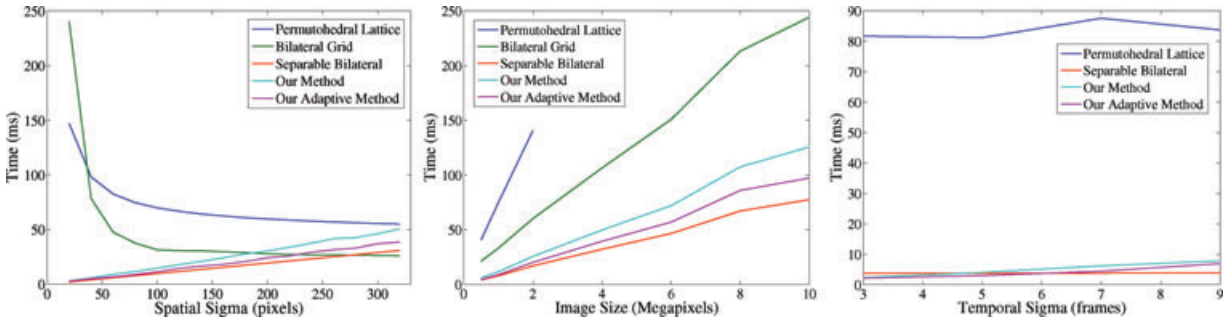 250
200
150
100
50
0
Time (ms)
0 50 100 150 200 250 300
Spatial Sigma (pixels)
Permutohedral Lattice
Bilateral Grid
Separable Bilateral
Our Method
Our Adaptive Method
250
200
150
100
50
0
Time (ms)
0 2 4 6 8 10
Image Size (Megapixels)
Permutohedral Lattice
Bilateral Grid
Separable Bilateral
Our Method
Our Adaptive Method
90
80
70
60
50
40
30
20
10
0
Time (ms)
3 4 5 6 7 8 9
Temporal Sigma (frames)
Permutohedral Lattice
Separable Bilateral
Our Method
Our Adaptive Method